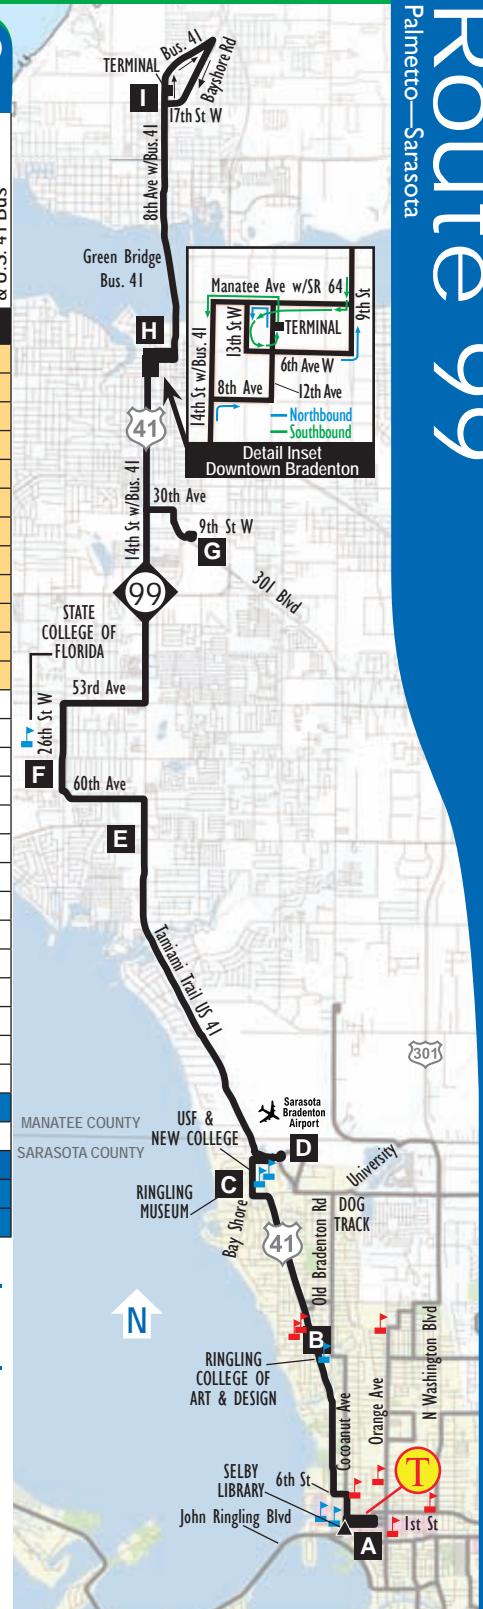 Route 99
Palmetto—Sarasota
& U.S. 41 Bus
Bus. 41
Bayshore Rd
TERMINAL
I
17th St W
8th Ave w/Bus. 41
Green Bridge
Bus. 41
H
Manatee Ave w/SR 64
9th St
13th St W
TERMINAL
14th St w/Bus. 41
6th Ave W
8th Ave
12th Ave
Northbound
Southbound
Detail Inset
Downtown Bradenton
41
14th St w/Bus. 41
30th Ave
9th St W
G
301 Blvd
99
STATE
COLLEGE OF
FLORIDA
53rd Ave
26th St W
F
60th Ave
E
Tamiami Trail US 41
301
Sarasota
Bradenton
Airport
MANATEE COUNTY
SARASOTA COUNTY
USF &
NEW COLLEGE
D
C
University
RINGLING
MUSEUM
Bay Shore
Old Bradenton Rd
DOG
TRACK
41
N
B
RINGLING
COLLEGE OF
ART & DESIGN
N Washington Blvd
Cocoanut Ave
Orange Ave
T
SELBY
LIBRARY
6th St
John Ringling Blvd
1st St
A